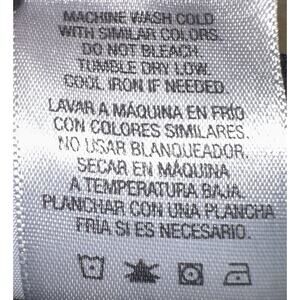 MACHINE WASH COLD
WITH SIMILAR COLORS.
DO NOT BLEACH.
TUMBLE DRY LOW.
COOL IRON IF NEEDED.
LAVAR A MÁQUINA EN FRÍO
CON COLORES SIMILARES.
NO USAR BLANQUEADOR.
SECAR EN MÁQUINA
A TEMPERATURA BAJA.
PLANCHAR CON UNA PLANCHA
FRÍA SI ES NECESARIO.